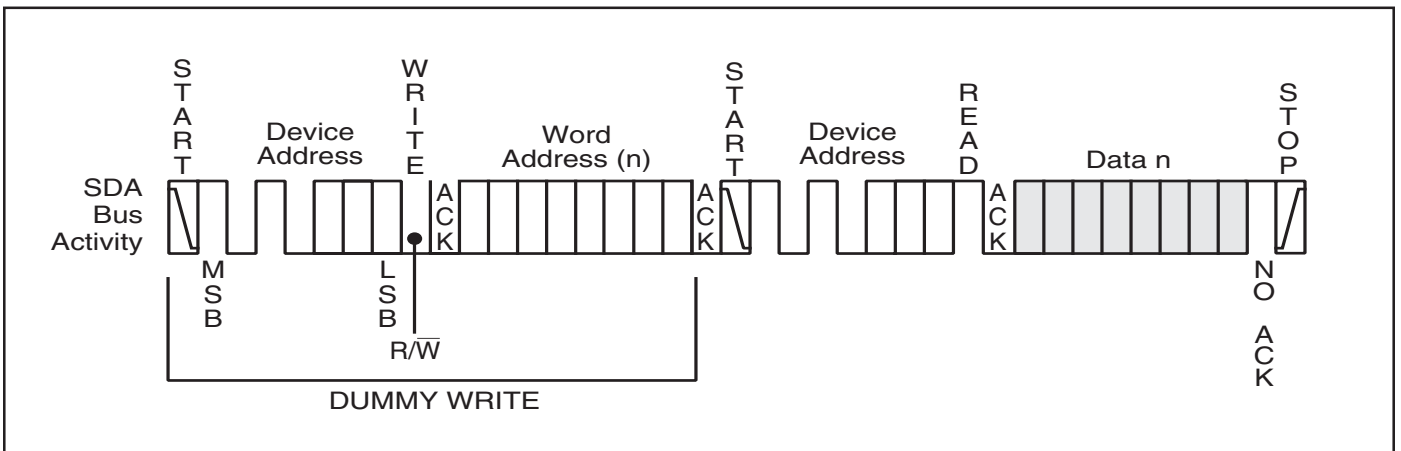 START
WRITE
START
READ
STOP
Device
Address
Word
Address (n)
Device
Address
Data n
SDA
Bus
Activity
ACK
ACK
ACK
MSB
LSB
NO ACK
R/W̅
DUMMY WRITE